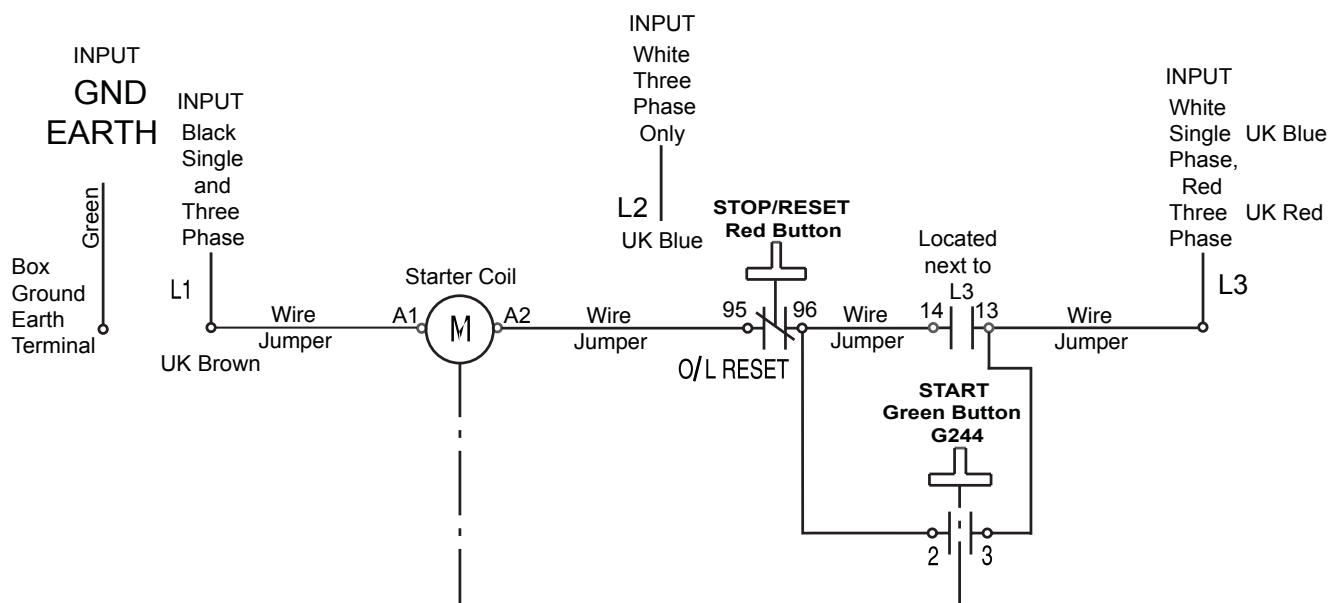 INPUT
GND
EARTH
Green
Box
Ground
Earth
Terminal
INPUT
Black
Single
and
Three
Phase
L1
UK Brown
Wire
Jumper
Starter Coil
A1
M
A2
Wire
Jumper
INPUT
White
Three
Phase
Only
L2
UK Blue
STOP/RESET
Red Button
95
96
O/L RESET
Wire
Jumper
Located
next to
L3
14
13
Wire
Jumper
START
Green Button
G244
2
3
INPUT
White
Single UK Blue
Phase,
Red
Three UK Red
Phase
L3